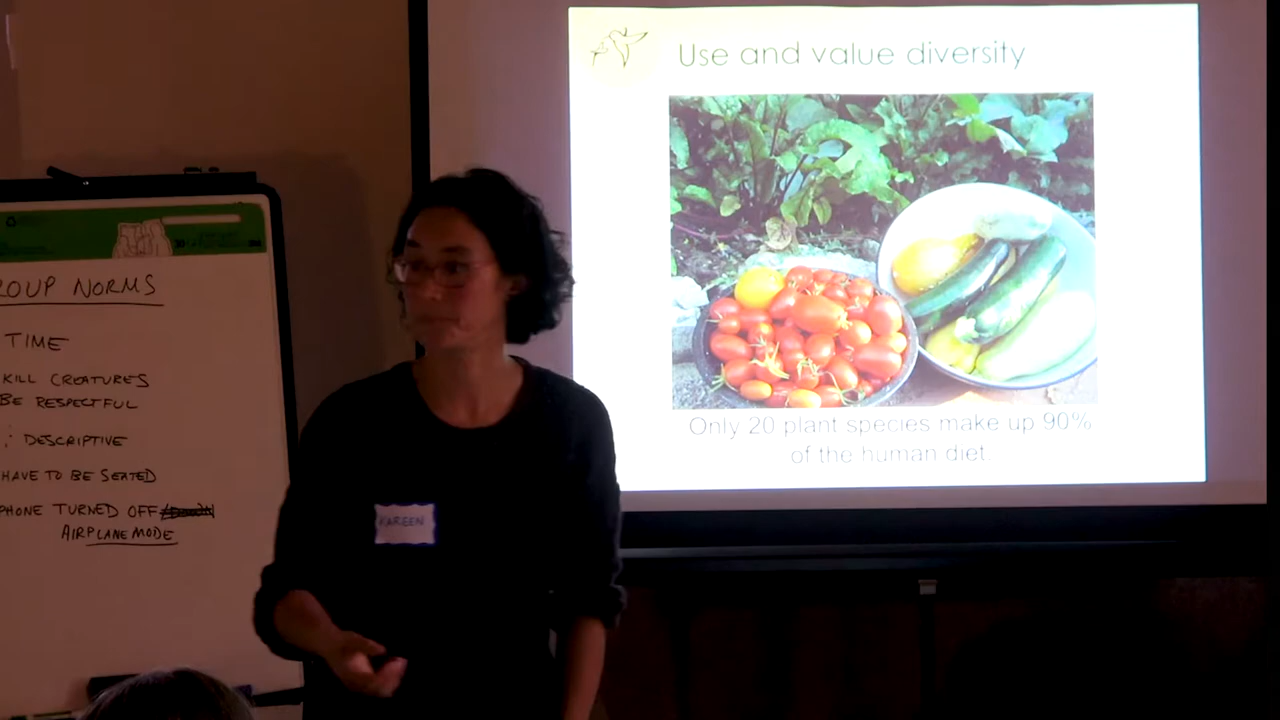 Use and value diversity
Only 20 plant species make up 90%
of the human diet.
ROUP NORMS
TIME
KILL CREATURES
BE RESPECTFUL
: DESCRIPTIVE
HAVE TO BE SEATED
PHONE TURNED OFF
AIRPLANE MODE
KAREEN